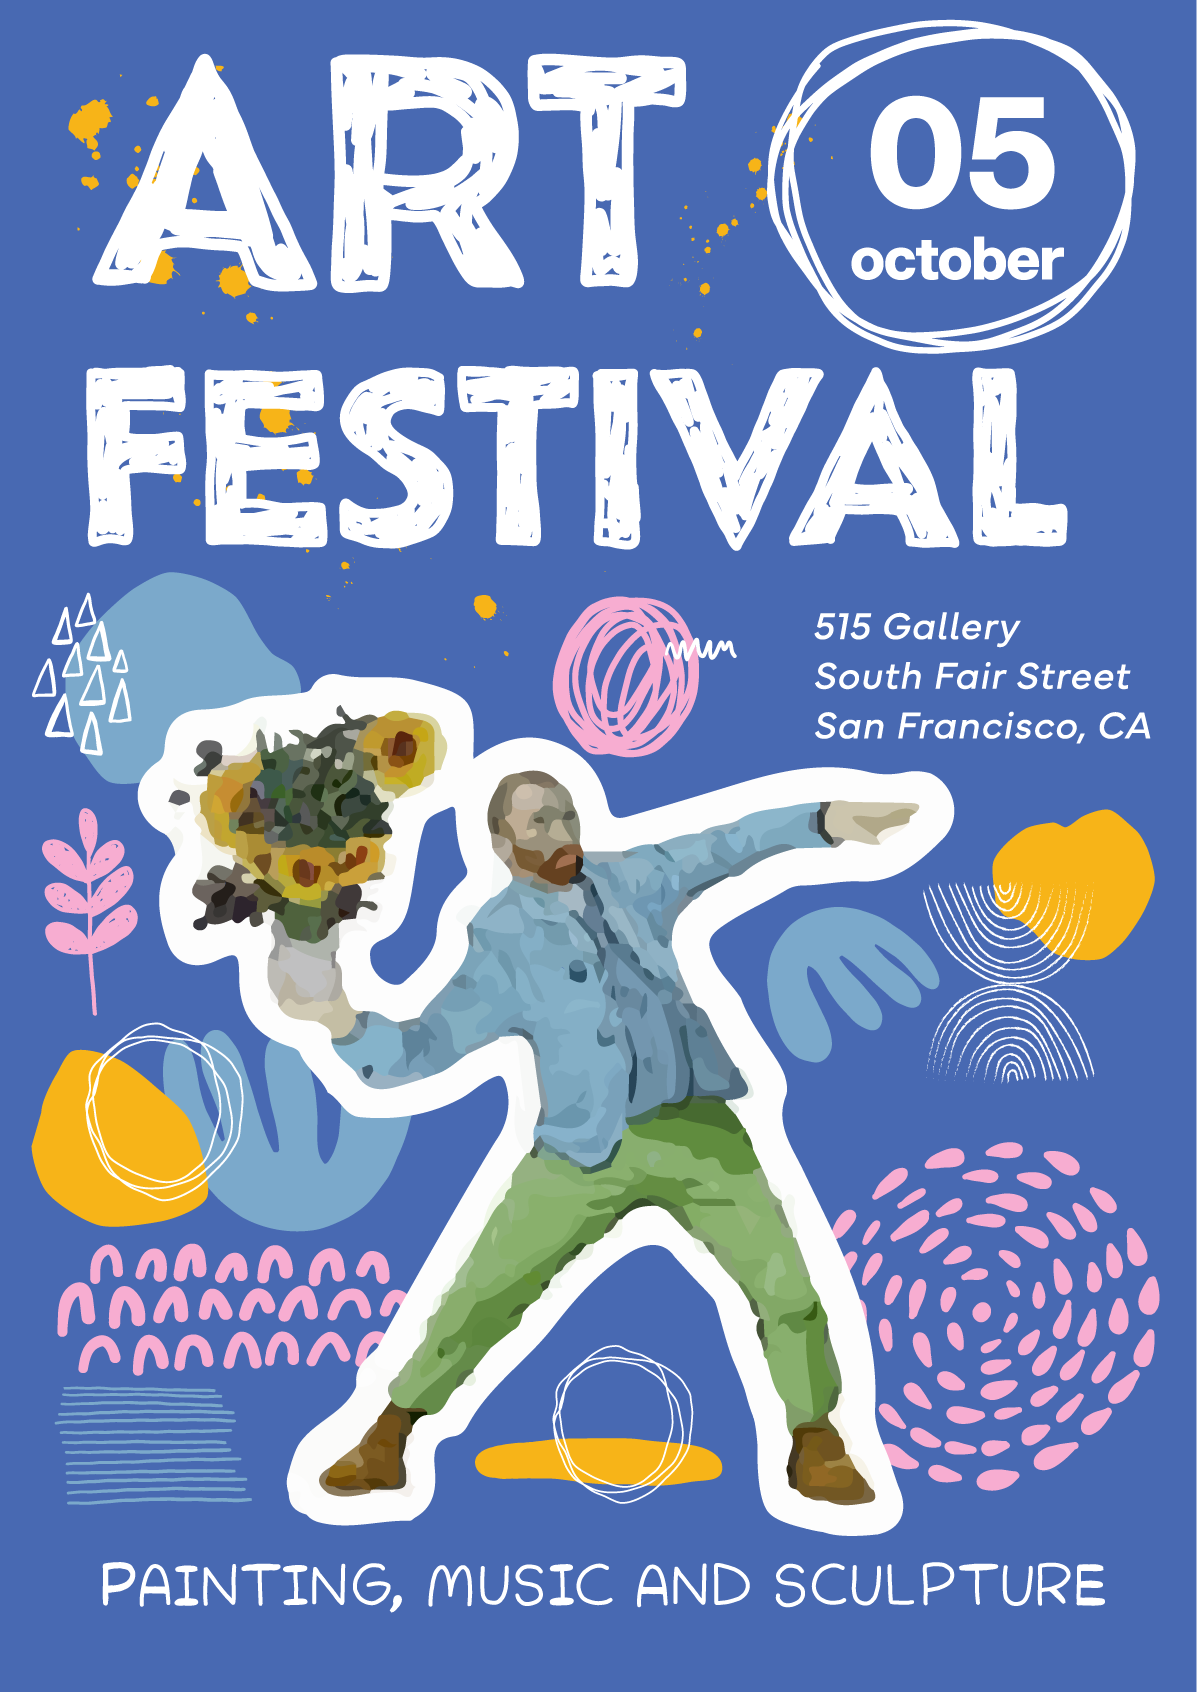 ART
FESTIVAL
05
october
515 Gallery
South Fair Street
San Francisco, CA
PAINTING, MUSIC AND SCULPTURE